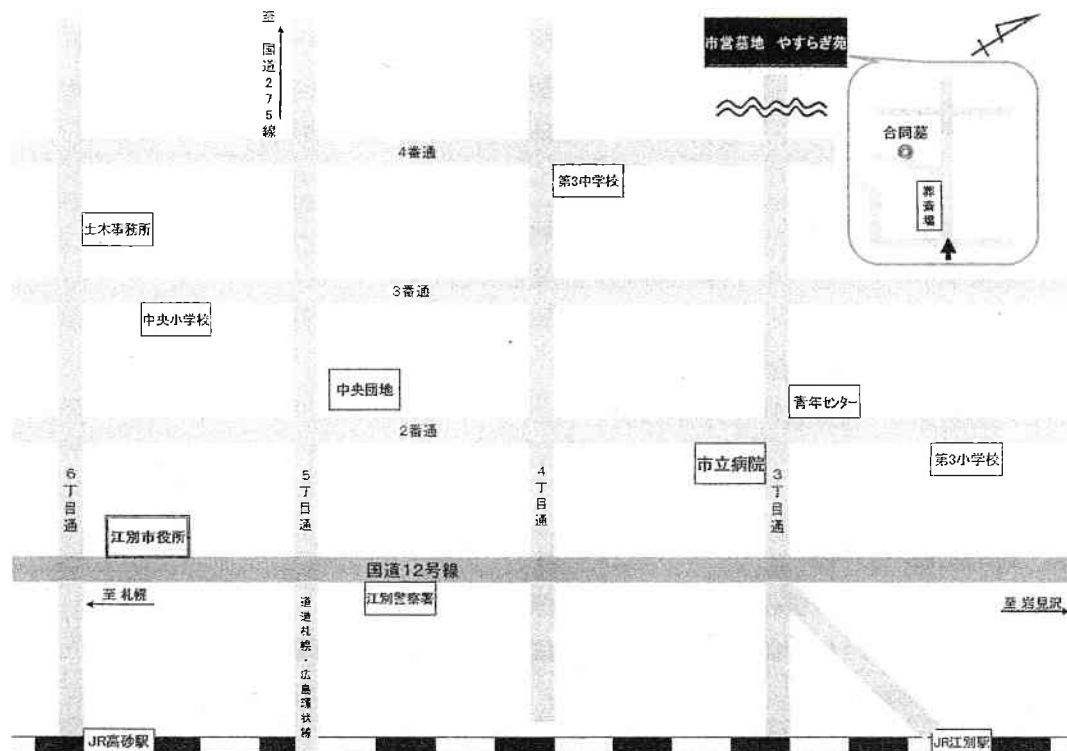 至 国道275線
市営墓地 やすらぎ苑
合同墓
葬斎場
4番通
第3中学校
土木事務所
3番通
中央小学校
中央団地
青年センター
2番通
市立病院
第3小学校
6丁目通
5丁目通
4丁目通
3丁目通
江別市役所
国道12号線
至 札幌
江別警察署
至 岩見沢
道道札幌・広島環状線
JR高砂駅
JR江別駅